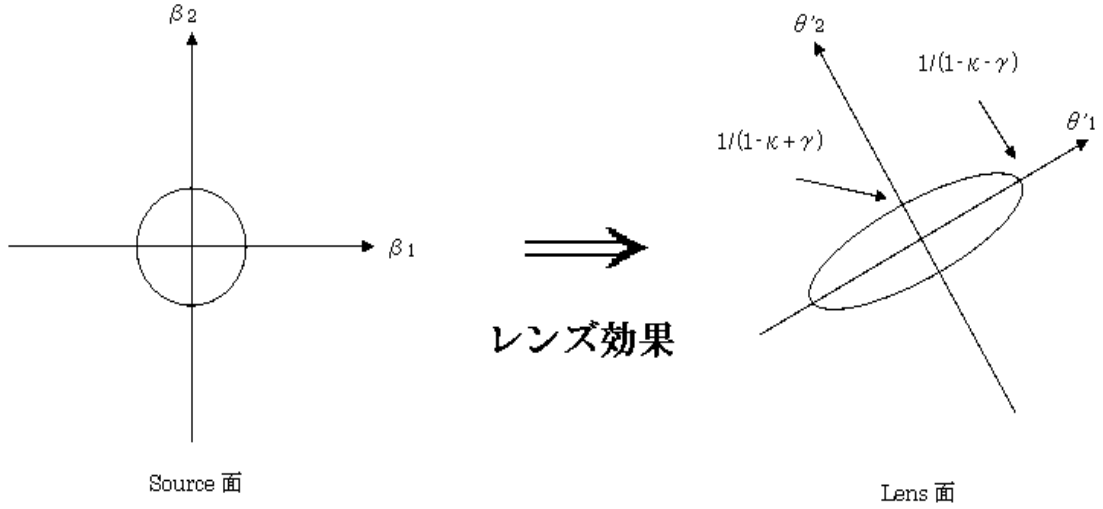 β2
β1
Source 面
レンズ効果
θ'2
1/(1-κ-γ)
θ'1
1/(1-κ+γ)
Lens 面